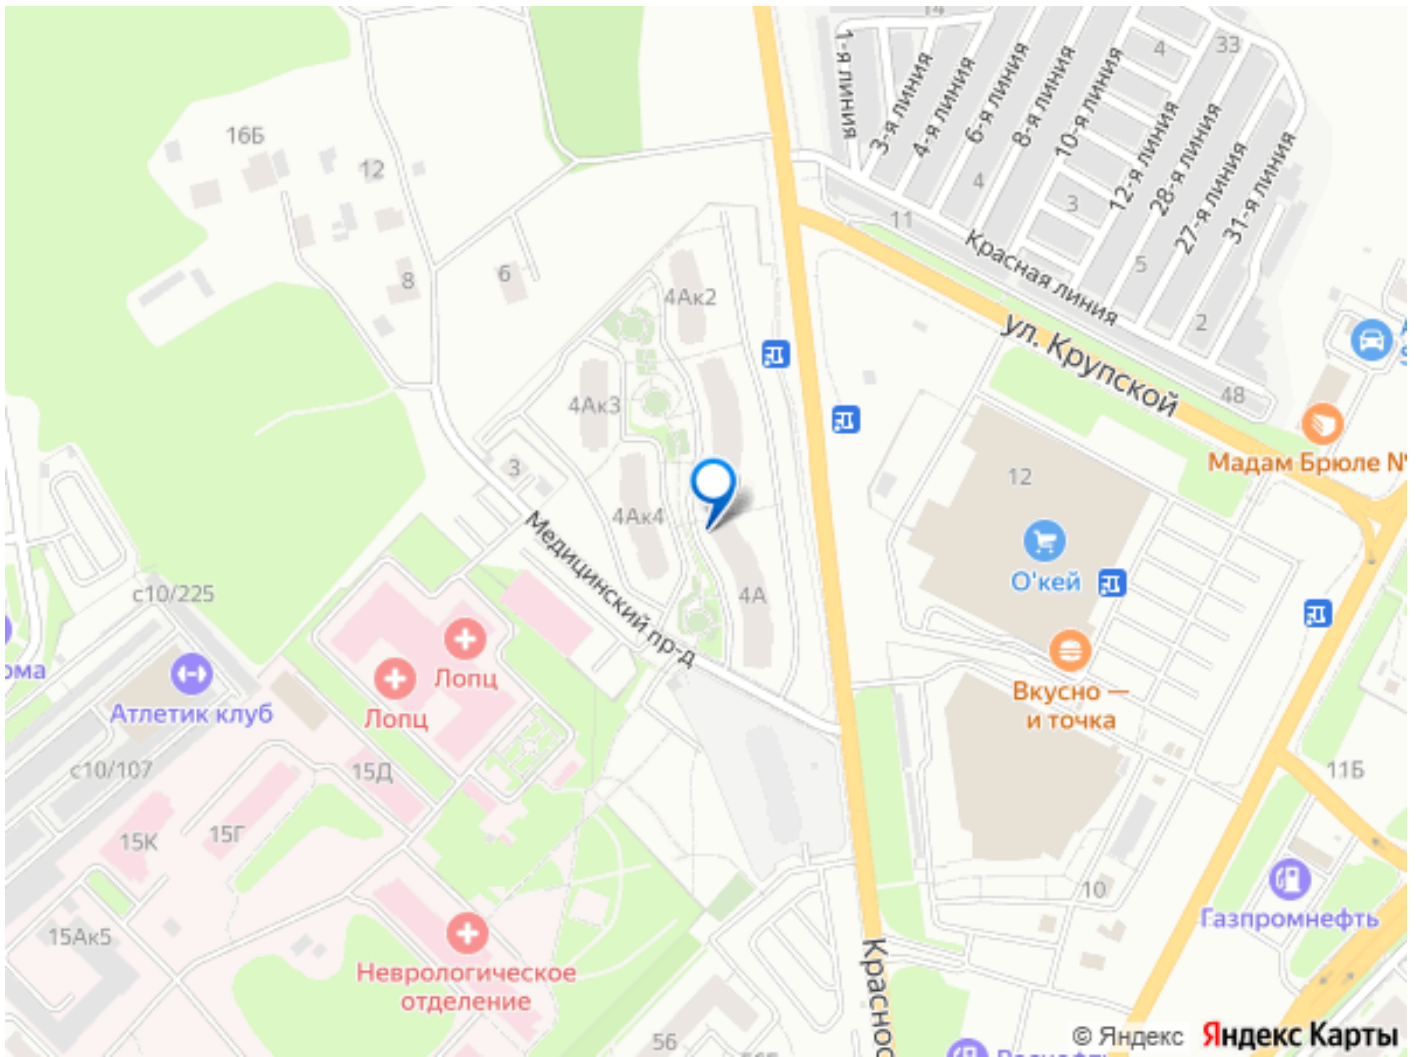 14
33
4
1-я линия
3-я линия
4-я линия
6-я линия
8-я линия
10-я линия
12-я линия
28-я линия
27-я линия
31-я линия
16Б
12
4
3
11
Красная линия
5
6
8
4Ак2
2
ул. Крупской
48
4Ак3
Мадам Брюле №
3
12
4Ак4
О'кей
Медицинский пр-д
с10/225
4А
Лопц
Лопц
Атлетик клуб
Вкусно —
и точка
с10/107
15Д
11Б
15К
15Г
10
Газпромнефть
15Ак5
Неврологическое
отделение
Краснос
56
© Яндекс Яндекс Карты